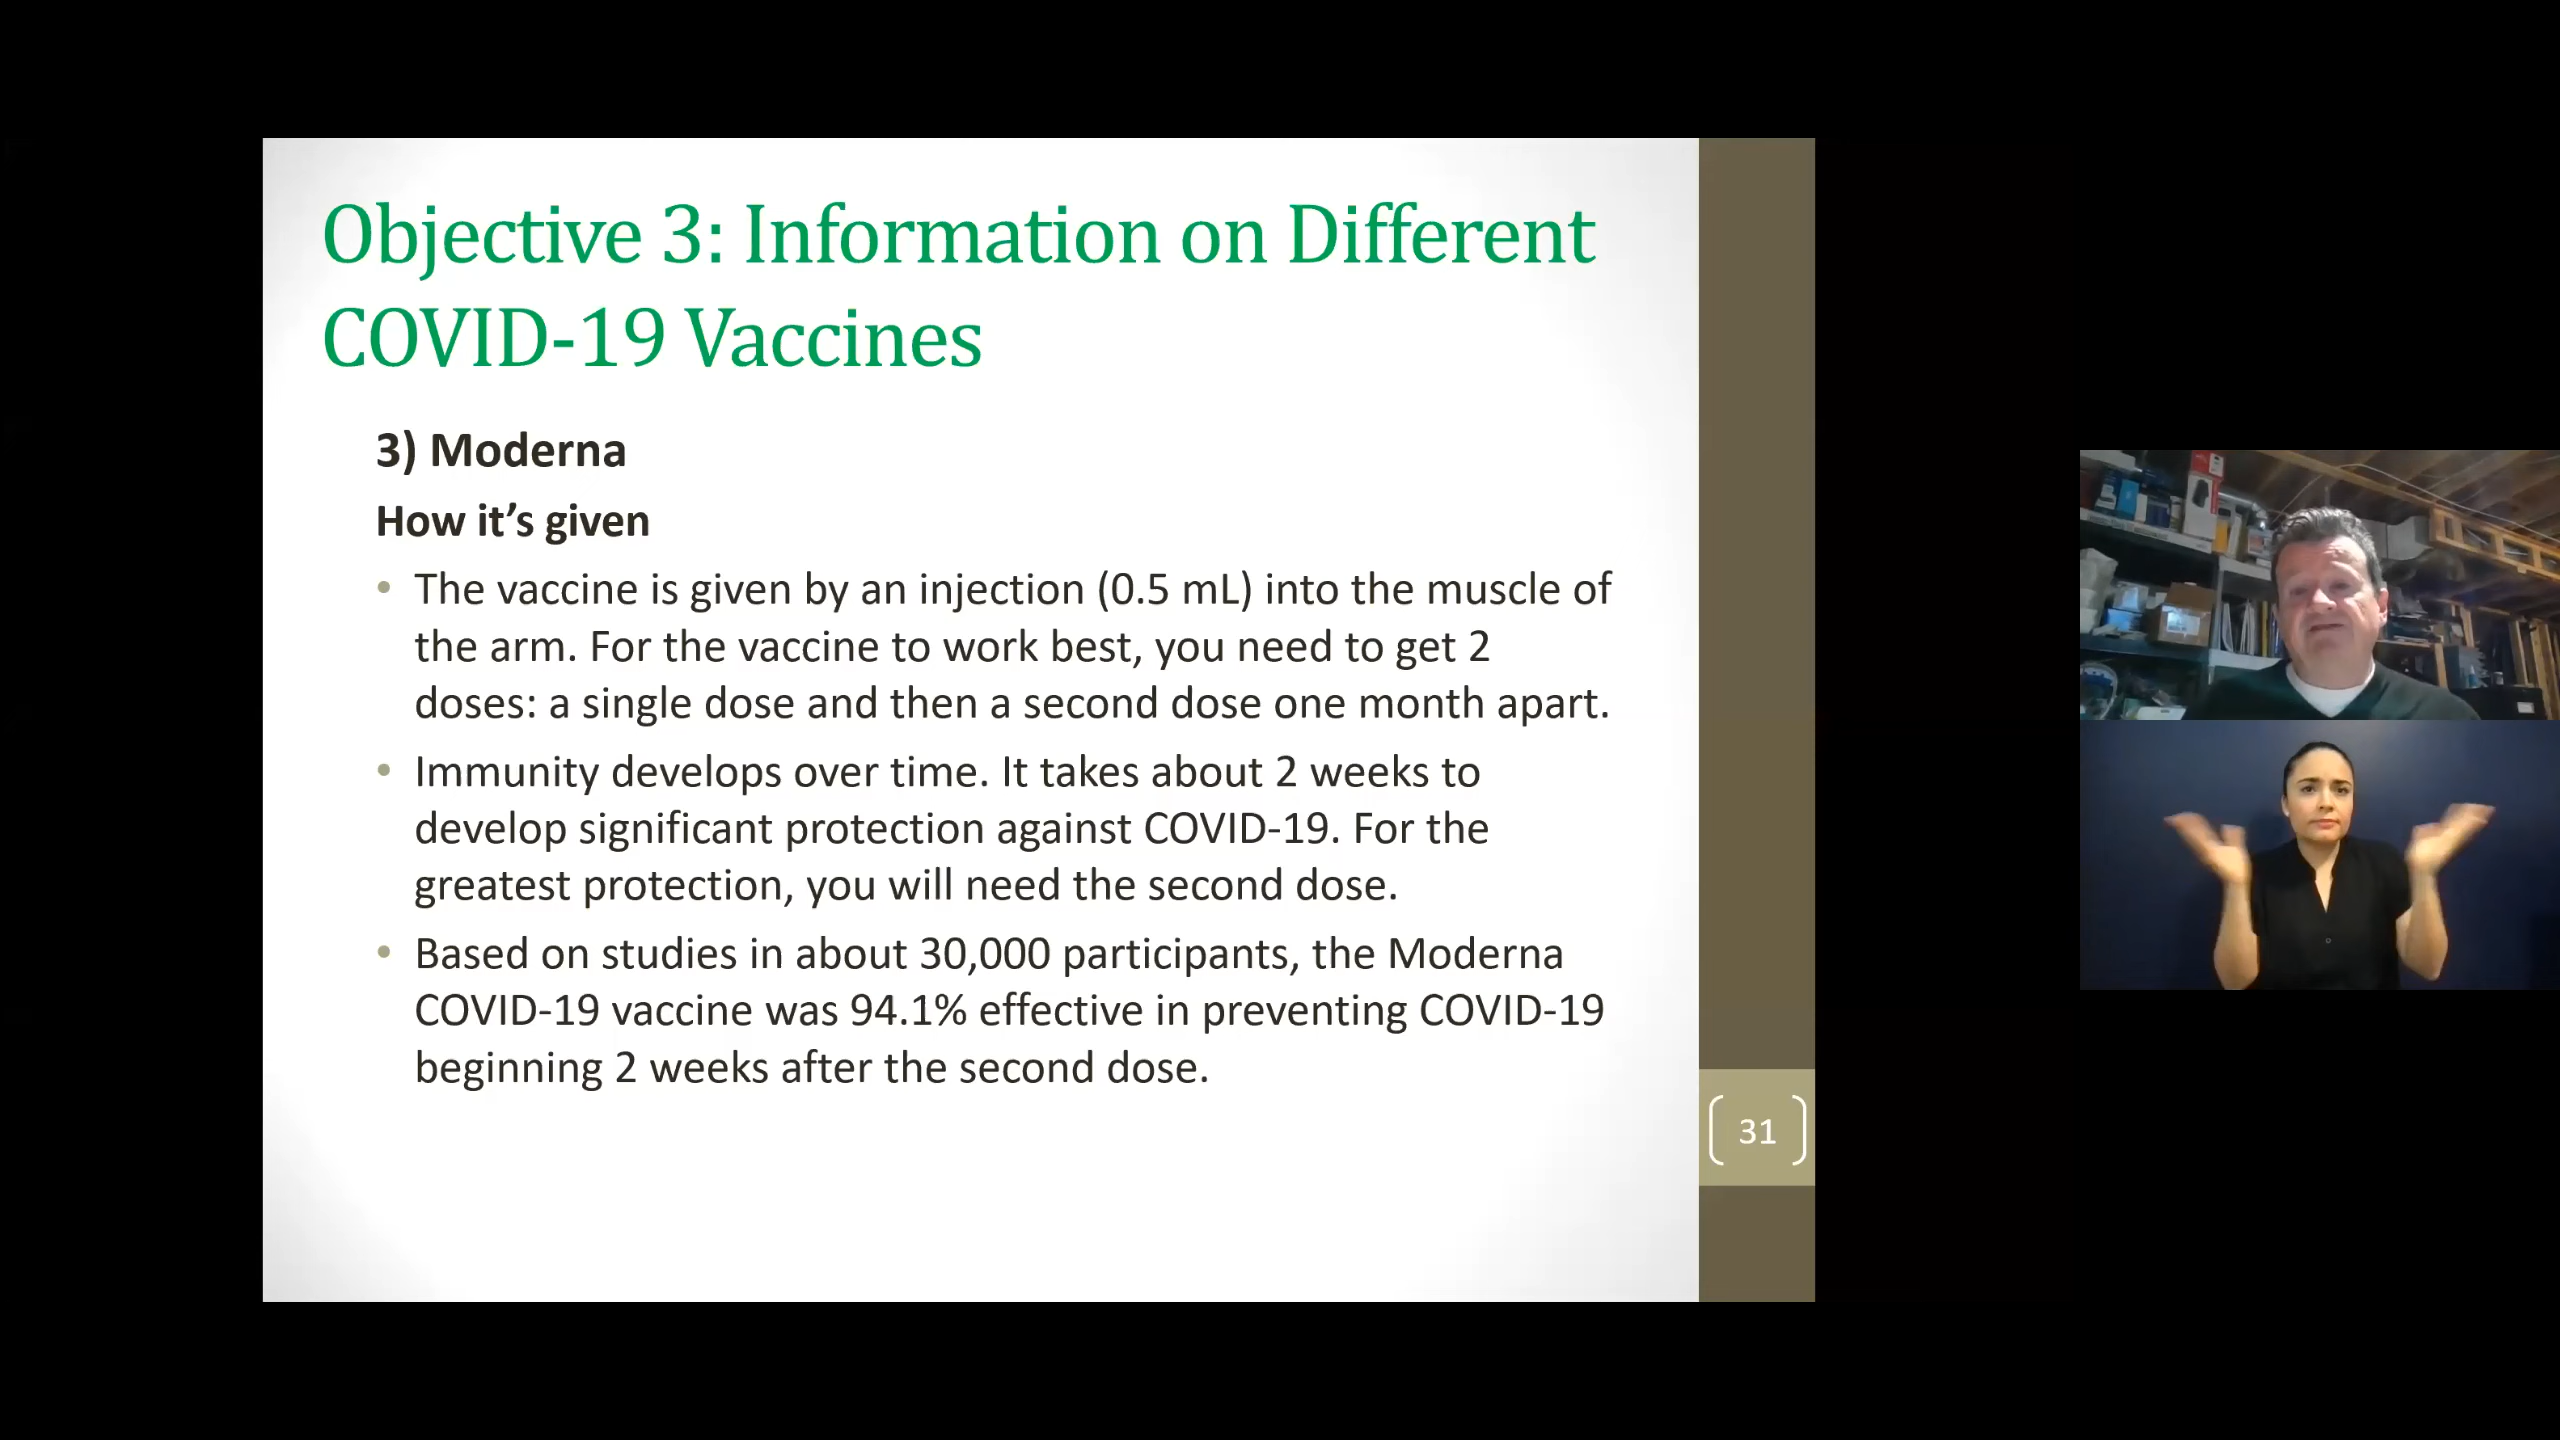 Objective 3: Information on Different
COVID-19 Vaccines
3) Moderna
How it’s given
• The vaccine is given by an injection (0.5 mL) into the muscle of
the arm. For the vaccine to work best, you need to get 2
doses: a single dose and then a second dose one month apart.
• Immunity develops over time. It takes about 2 weeks to
develop significant protection against COVID-19. For the
greatest protection, you will need the second dose.
• Based on studies in about 30,000 participants, the Moderna
COVID-19 vaccine was 94.1% effective in preventing COVID-19
beginning 2 weeks after the second dose.
31